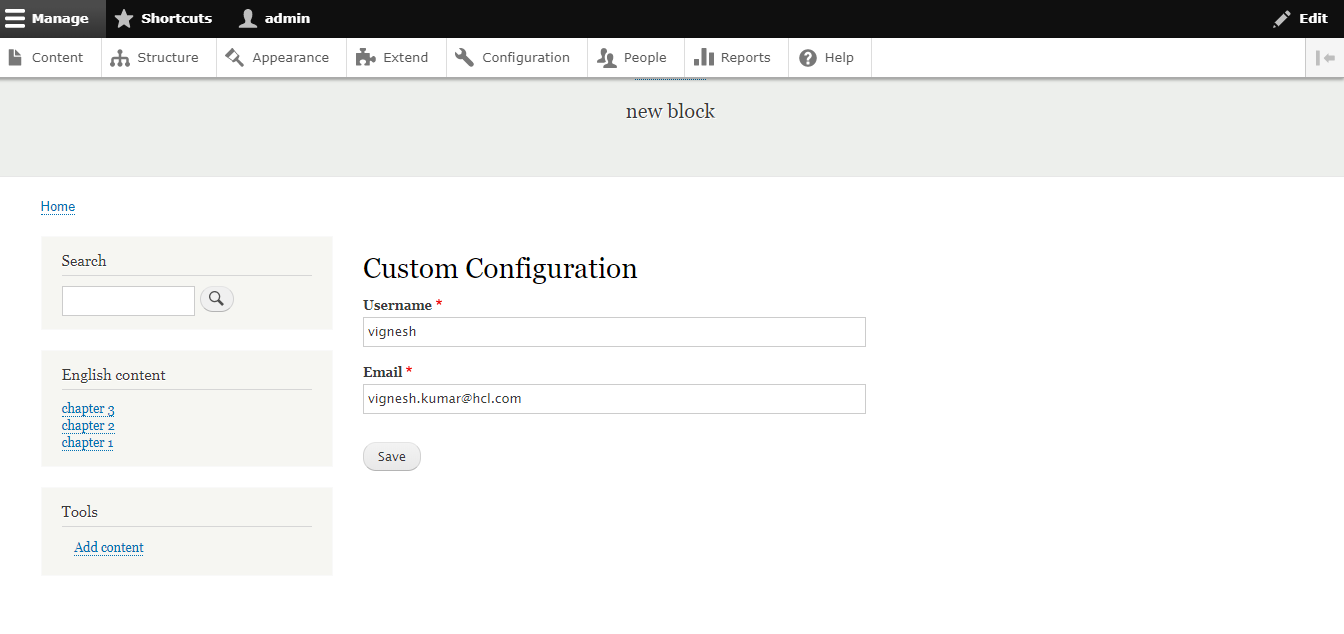 Manage Shortcuts admin Edit
Content Structure Appearance Extend Configuration People Reports Help
new block
Home
Search
English content
chapter 3
chapter 2
chapter 1
Tools
Add content
Custom Configuration
Username *
vignesh
Email *
vignesh.kumar@hcl.com
Save